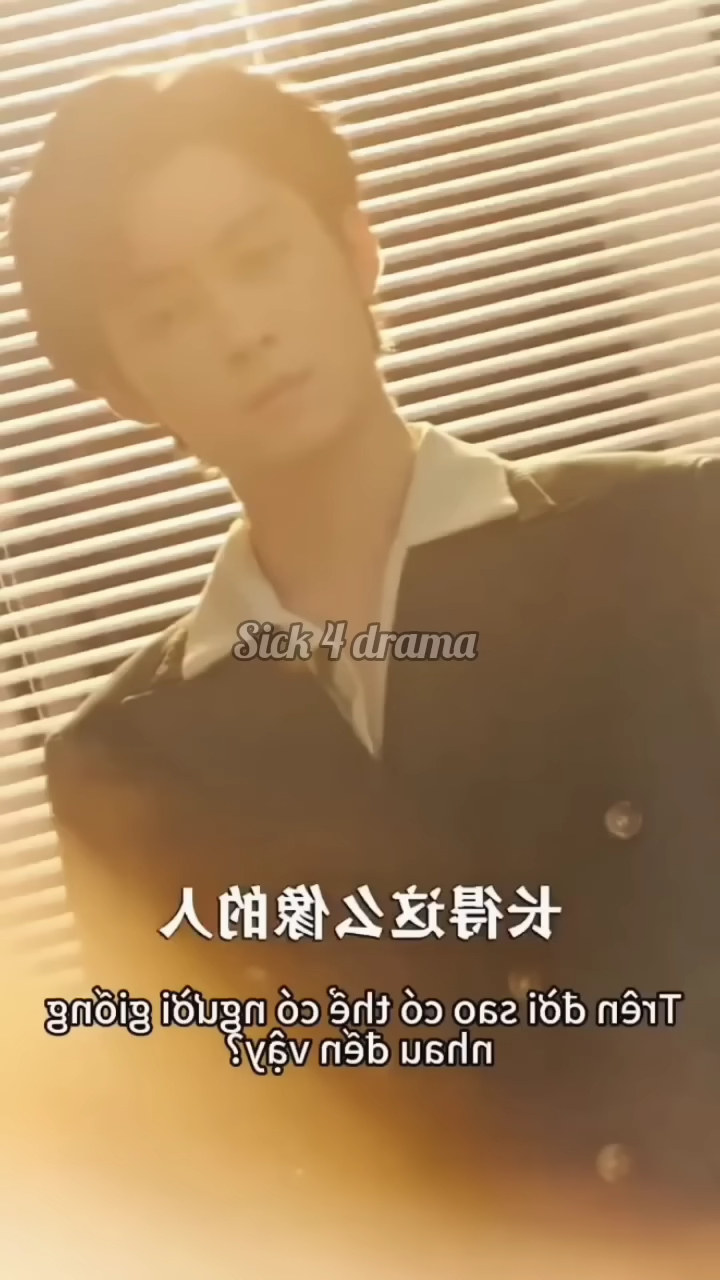 Sick 4 drama
长得这么像的人
Trên đời sao có thể có người giống
nhau đến vậy?